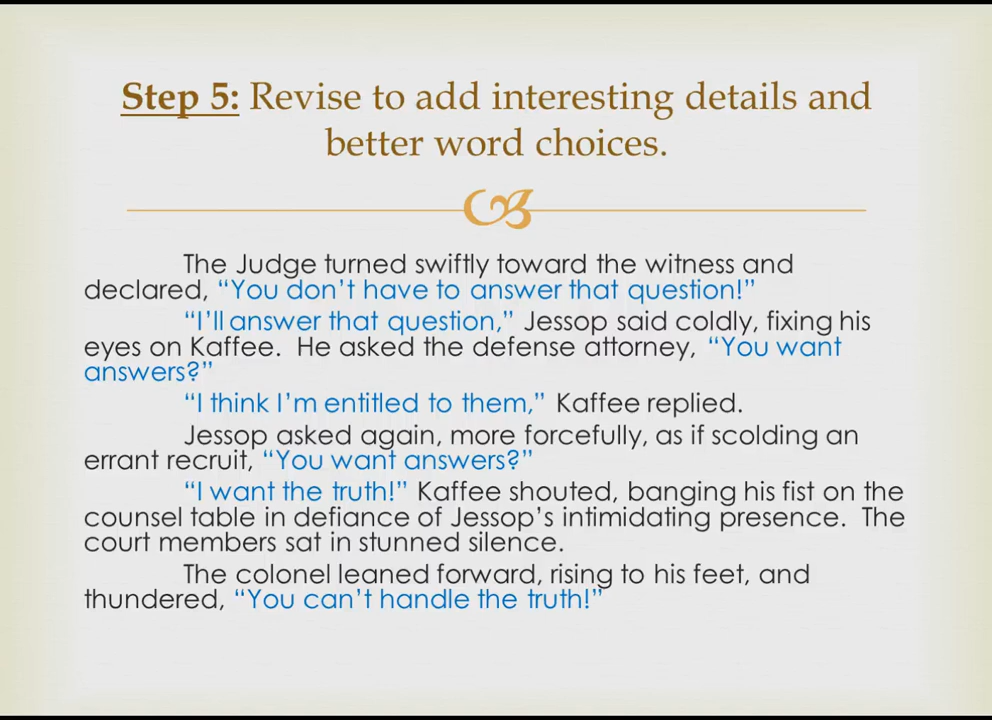 Step 5: Revise to add interesting details and
better word choices.
The Judge turned swiftly toward the witness and
declared, “You don’t have to answer that question!”
“I’ll answer that question,” Jessop said coldly, fixing his
eyes on Kaffee.  He asked the defense attorney, “You want
answers?”
“I think I’m entitled to them,” Kaffee replied.
Jessop asked again, more forcefully, as if scolding an
errant recruit, “You want answers?”
“I want the truth!” Kaffee shouted, banging his fist on the
counsel table in defiance of Jessop’s intimidating presence.  The
court members sat in stunned silence.
The colonel leaned forward, rising to his feet, and
thundered, “You can’t handle the truth!”